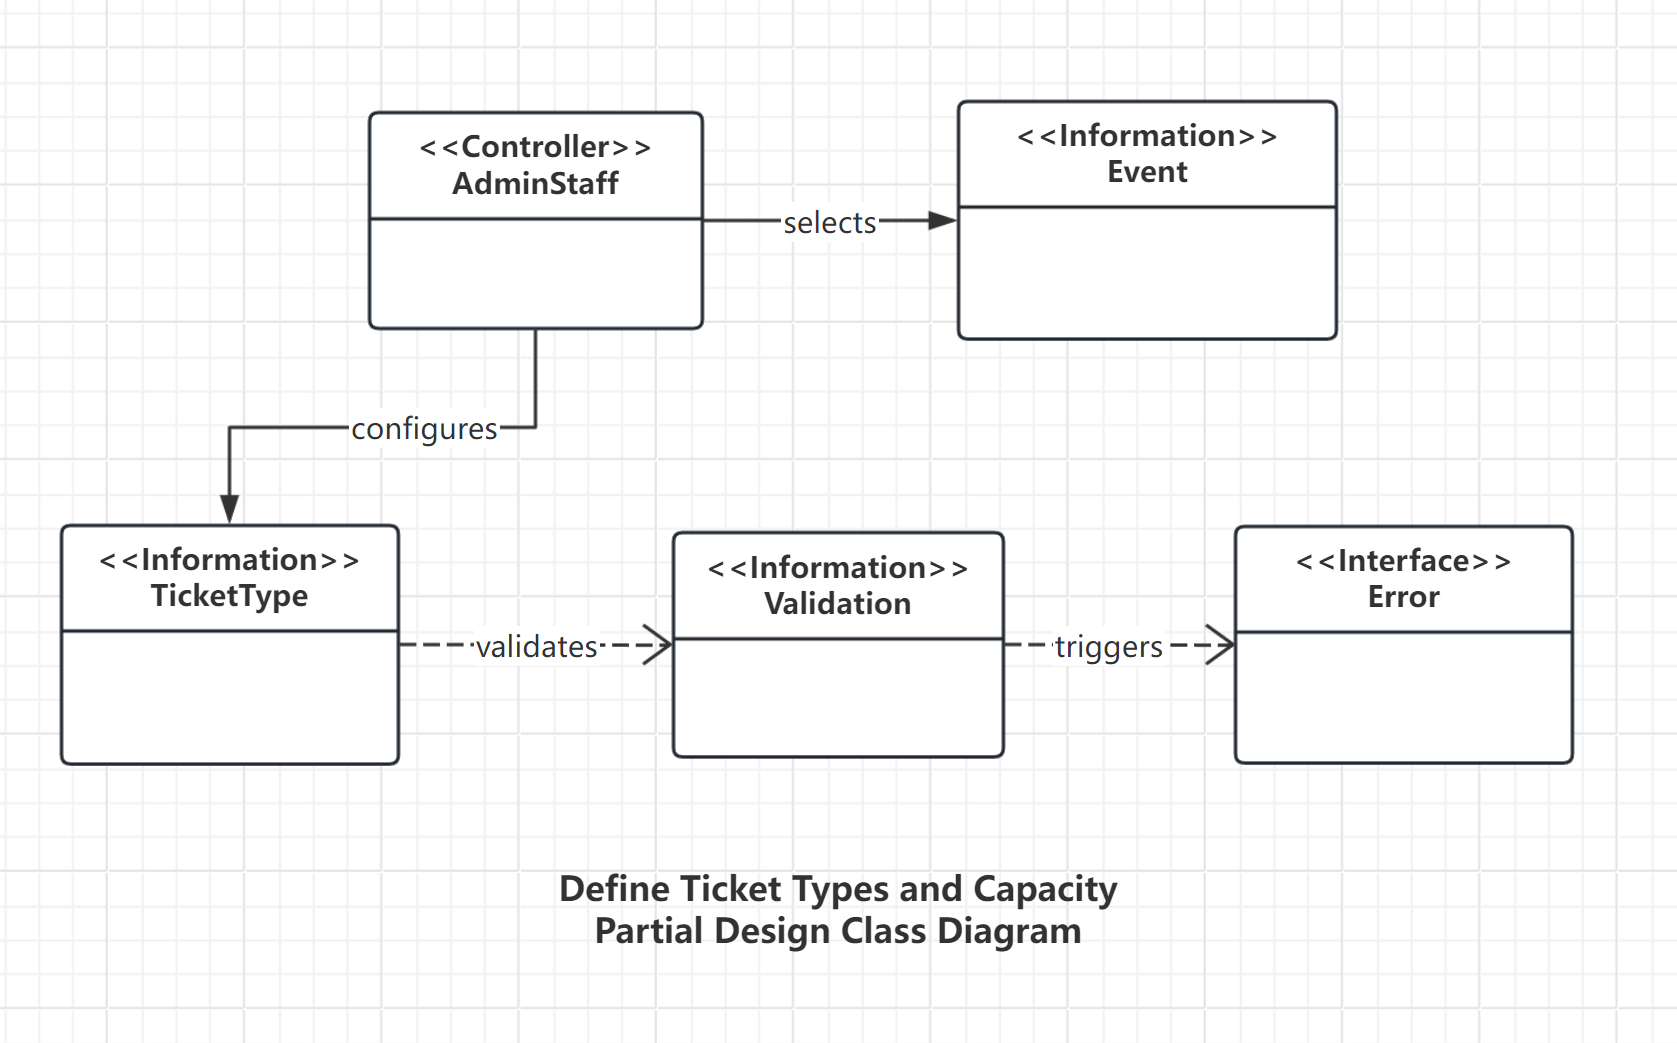 <<Controller>>
AdminStaff
<<Information>>
Event
selects
configures
<<Information>>
TicketType
<<Information>>
Validation
<<Interface>>
Error
validates
triggers
Define Ticket Types and Capacity
Partial Design Class Diagram